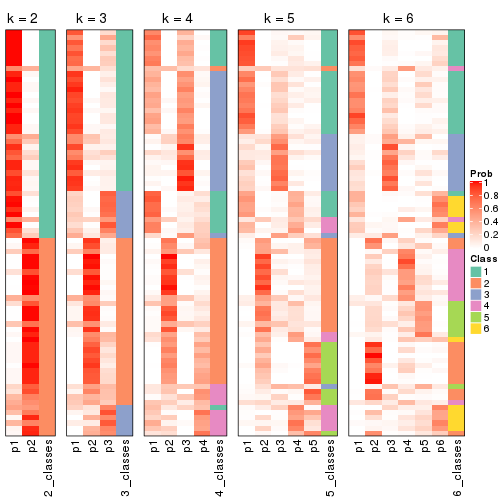 k = 2
k = 3
k = 4
k = 5
k = 6
p1
p2
2_classes
p1
p2
p3
3_classes
p1
p2
p3
p4
4_classes
p1
p2
p3
p4
p5
5_classes
p1
p2
p3
p4
p5
p6
6_classes
Prob
1
0.8
0.6
0.4
0.2
0
Class
1
2
3
4
5
6